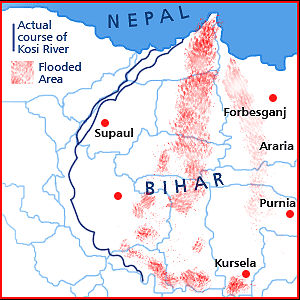 NEPAL
Actual
course of
Kosi River
Flooded
Area
Forbesganj
Supaul
Araria
BIHAR
Purnia
Kursela